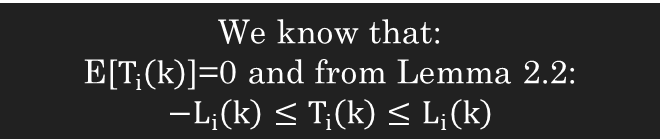 We know that:
E[Tᵢ(k)]=0 and from Lemma 2.2:
−Lᵢ(k) ≤ Tᵢ(k) ≤ Lᵢ(k)